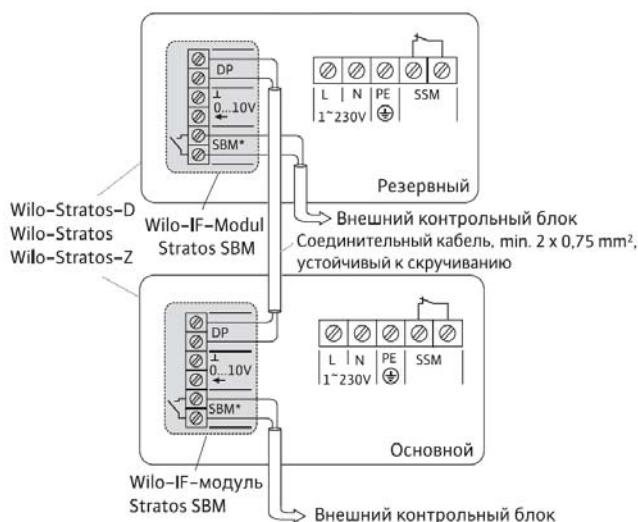 DP
⊥
0...10V
←
SBM*
L | N | PE | SSM
1~230V
Резервный
Wilo-Stratos-D
Wilo-Stratos
Wilo-Stratos-Z
Wilo-IF-Modul
Stratos SBM
Внешний контрольный блок
Соединительный кабель, min. 2 x 0,75 mm²,
устойчивый к скручиванию
DP
⊥
0...10V
←
SBM*
L | N | PE | SSM
1~230V
Основной
Wilo-IF-модуль
Stratos SBM
Внешний контрольный блок